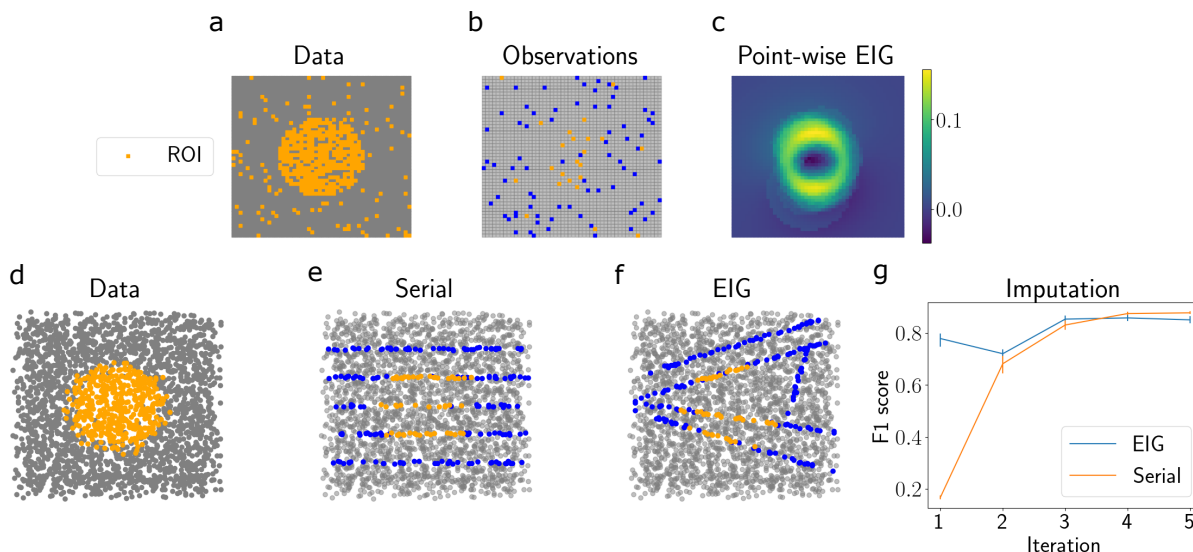 a
b
c
Data
Observations
Point-wise EIG
ROI
0.1
0.0
d
e
f
g
Data
Serial
EIG
Imputation
0.8
0.6
0.4
0.2
F1 score
EIG
Serial
1
2
3
4
5
Iteration